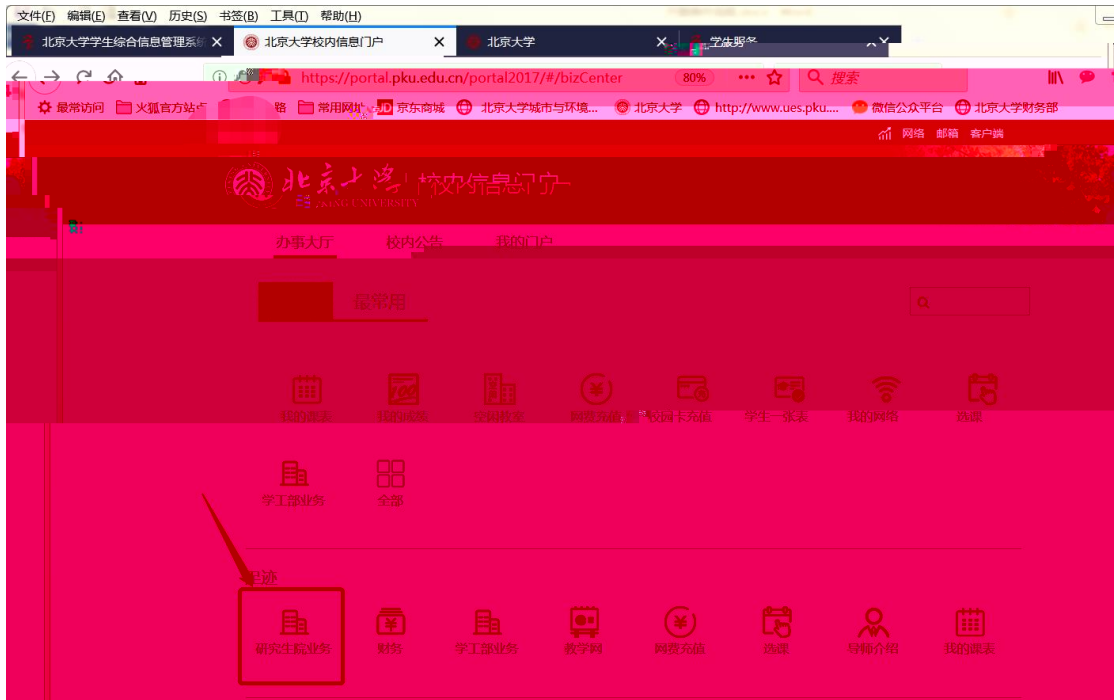 文件(F) 编辑(E) 查看(V) 历史(S) 书签(B) 工具(T) 帮助(H)
北京大学学生综合信息管理系统 × 北京大学校内信息门户 × 北京大学 ×
https://portal.pku.edu.cn/portal2017/#/bizCenter 80% ••• 搜索
最常访问 火狐官方站点 常用网址 JD 京东商城 北京大学城市与环境... 北京大学 http://www.ues.pku.... 微信公众平台 北京大学财务部
网络 邮箱 客户端
北京大学 校内信息门户
PEKING UNIVERSITY
办事大厅 校内公告 我的门户
最常用
我的课表 我的成绩 空闲教室 网费充值 校园卡充值 学生一张表 我的网络 选课
学工部业务 全部
足迹
研究生院业务 财务 学工部业务 教学网 网费充值 选课 导师介绍 我的课表